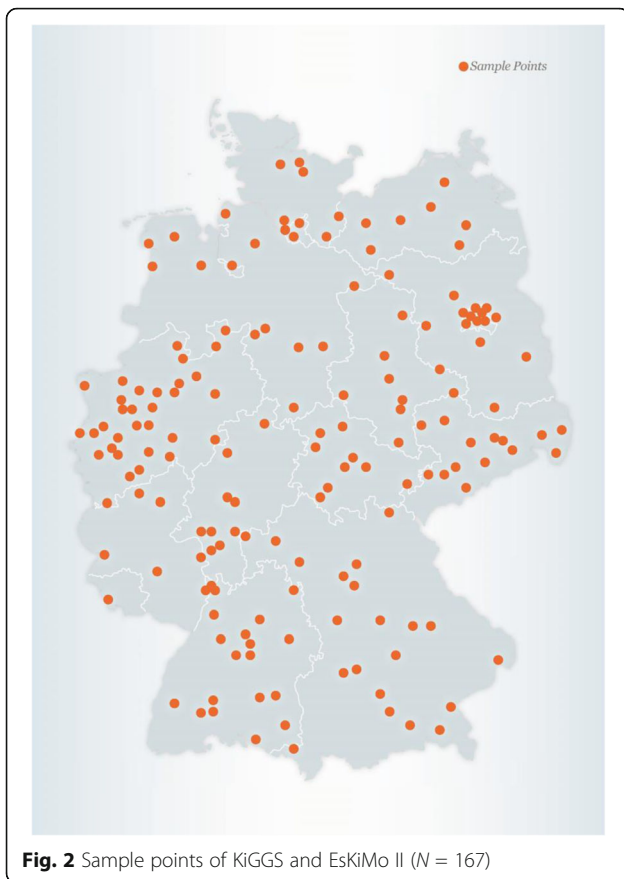 Sample Points
Fig. 2 Sample points of KiGGS and EsKiMo II (N = 167)